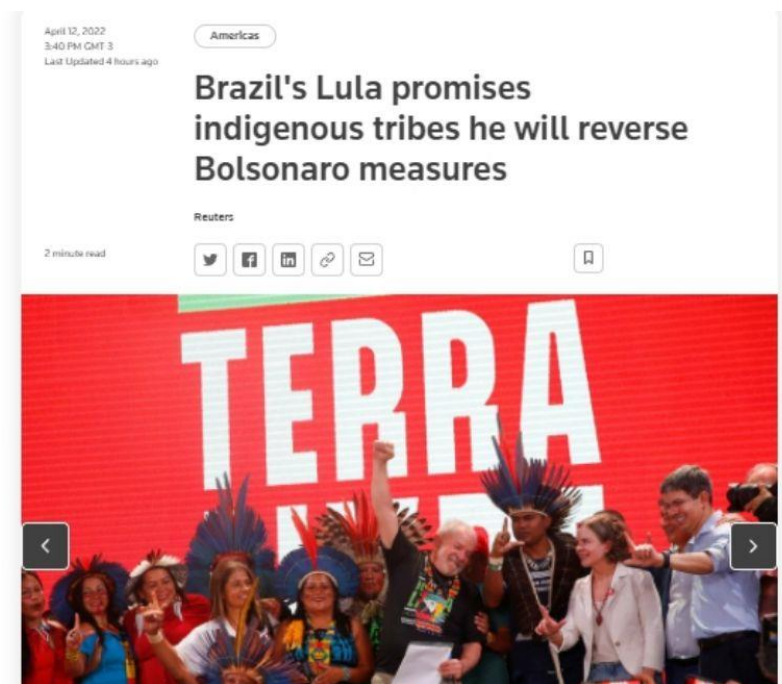 April 12, 2022
3:40 PM GMT 3
Last Updated 4 hours ago
Americas
Brazil's Lula promises
indigenous tribes he will reverse
Bolsonaro measures
Reuters
2 minute read
TERRA